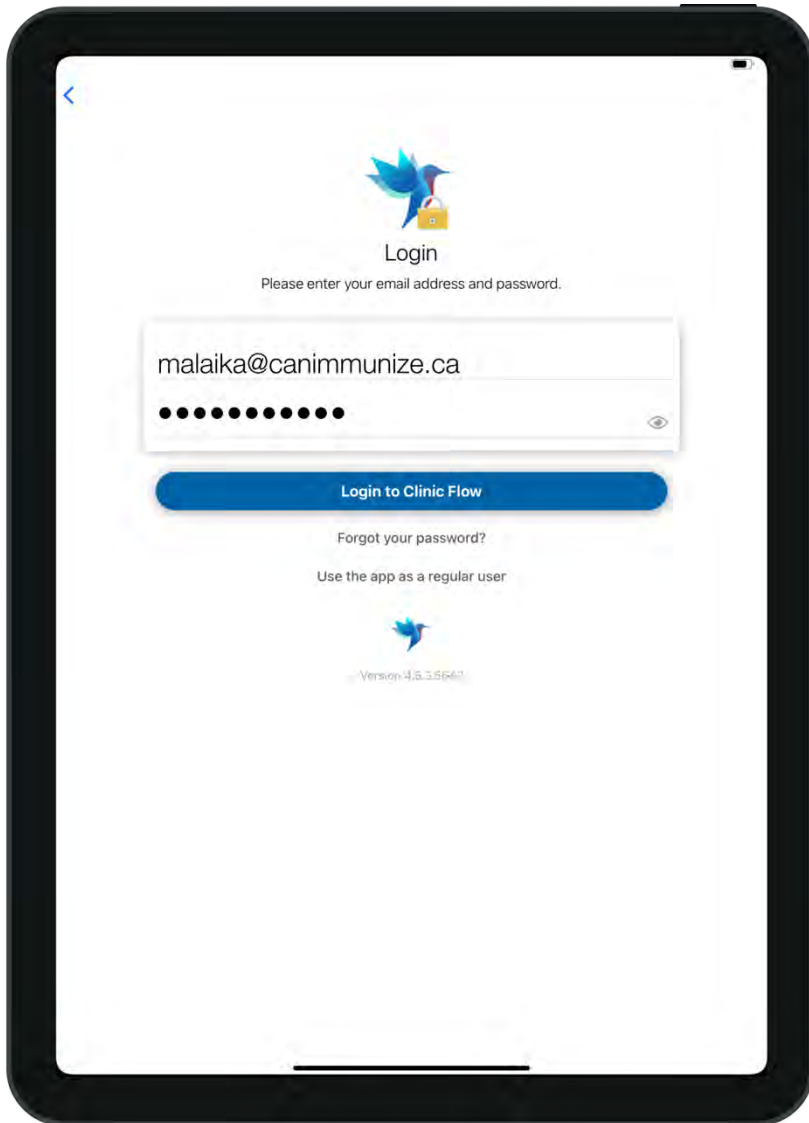 Login
Please enter your email address and password.
malaika@canimmunize.ca
●●●●●●●●●●●
Login to Clinic Flow
Forgot your password?
Use the app as a regular user
Version